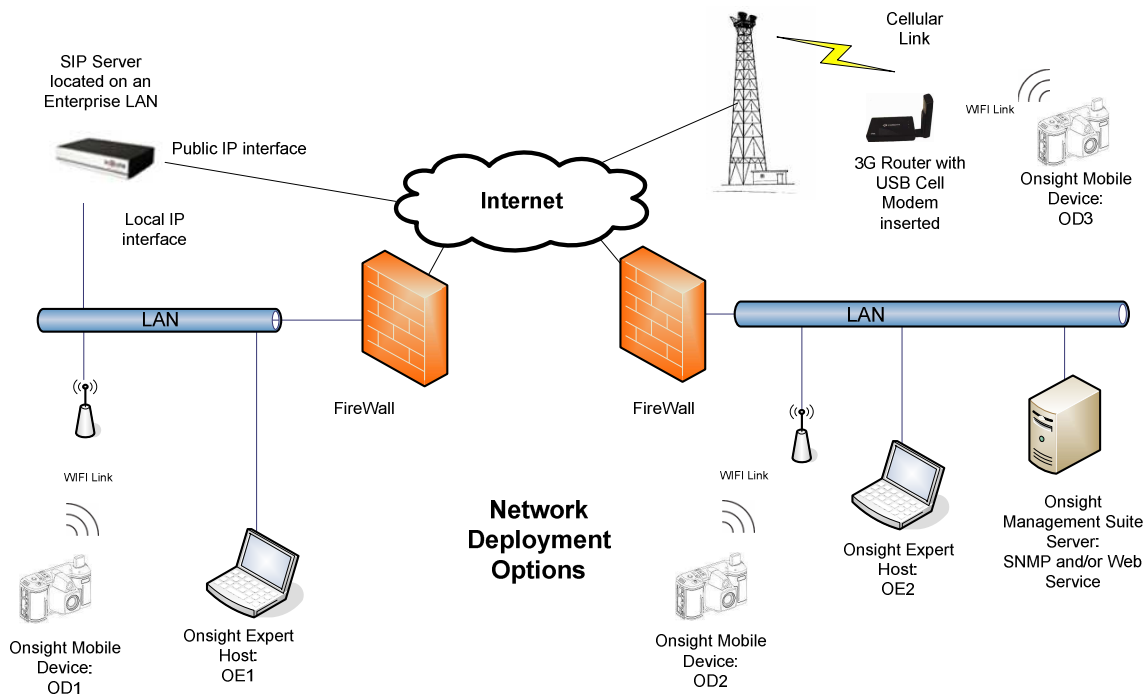 SIP Server
located on an
Enterprise LAN
Public IP interface
Local IP
interface
Internet
Cellular
Link
WIFI Link
3G Router with
USB Cell
Modem
inserted
Onsight Mobile
Device:
OD3
LAN
FireWall
FireWall
LAN
WIFI Link
Onsight Mobile
Device:
OD1
Onsight Expert
Host:
OE1
Network
Deployment
Options
WIFI Link
Onsight Mobile
Device:
OD2
Onsight Expert
Host:
OE2
Onsight
Management Suite
Server:
SNMP and/or Web
Service